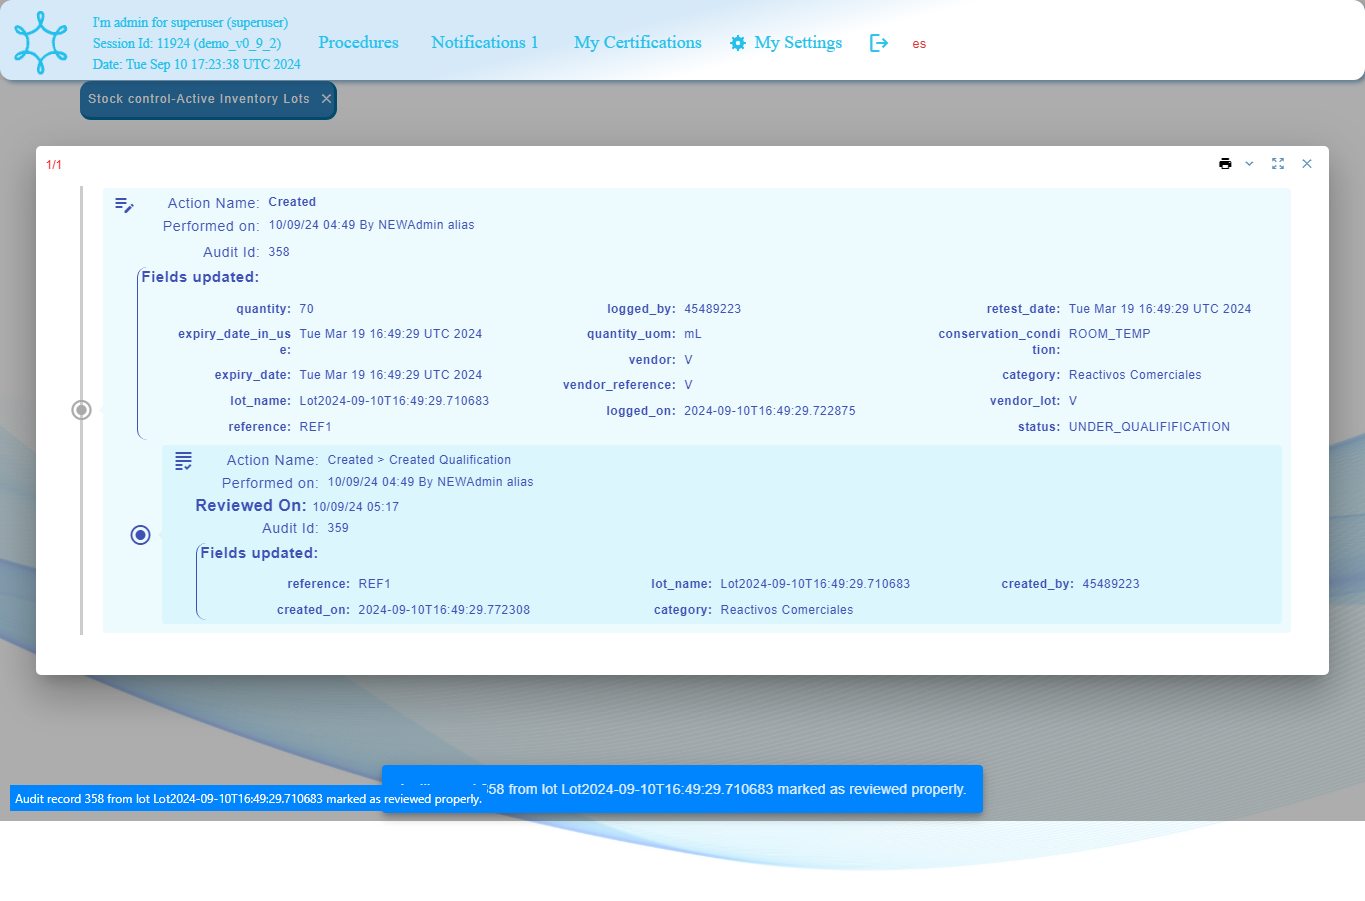 I'm admin for superuser (superuser)
Session Id: 11924 (demo_v0_9_2)
Date: Tue Sep 10 17:23:38 UTC 2024
Procedures
Notifications 1
My Certifications
My Settings
es
Stock control-Active Inventory Lots
1/1
Action Name: Created
Performed on: 10/09/24 04:49 By NEWAdmin alias
Audit Id: 358
Fields updated:
quantity: 70
logged_by: 45489223
retest_date: Tue Mar 19 16:49:29 UTC 2024
expiry_date_in_us
e: Tue Mar 19 16:49:29 UTC 2024
quantity_uom: mL
conservation_condi
tion: ROOM_TEMP
vendor: V
expiry_date: Tue Mar 19 16:49:29 UTC 2024
vendor_reference: V
category: Reactivos Comerciales
lot_name: Lot2024-09-10T16:49:29.710683
logged_on: 2024-09-10T16:49:29.722875
vendor_lot: V
reference: REF1
status: UNDER_QUALIFIFICATION
Action Name: Created > Created Qualification
Performed on: 10/09/24 04:49 By NEWAdmin alias
Reviewed On: 10/09/24 05:17
Audit Id: 359
Fields updated:
reference: REF1
lot_name: Lot2024-09-10T16:49:29.710683
created_by: 45489223
created_on: 2024-09-10T16:49:29.772308
category: Reactivos Comerciales
58 from lot Lot2024-09-10T16:49:29.710683 marked as reviewed properly.
Audit record 358 from lot Lot2024-09-10T16:49:29.710683 marked as reviewed properly.